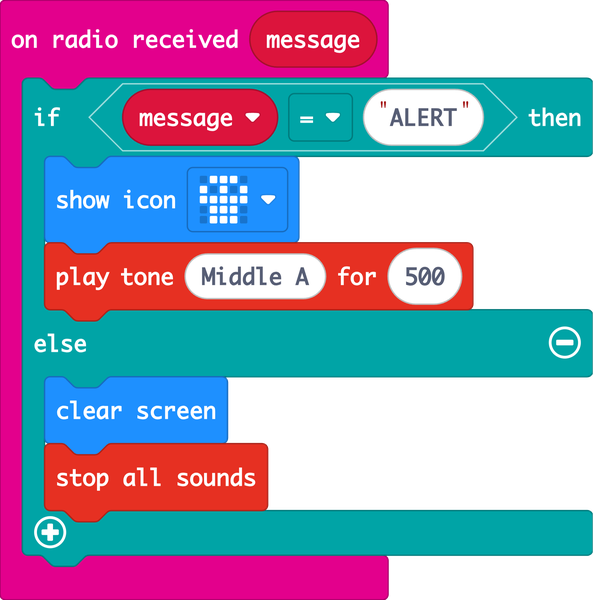 on radio received message
if message = "ALERT" then
show icon
play tone Middle A for 500
else
clear screen
stop all sounds